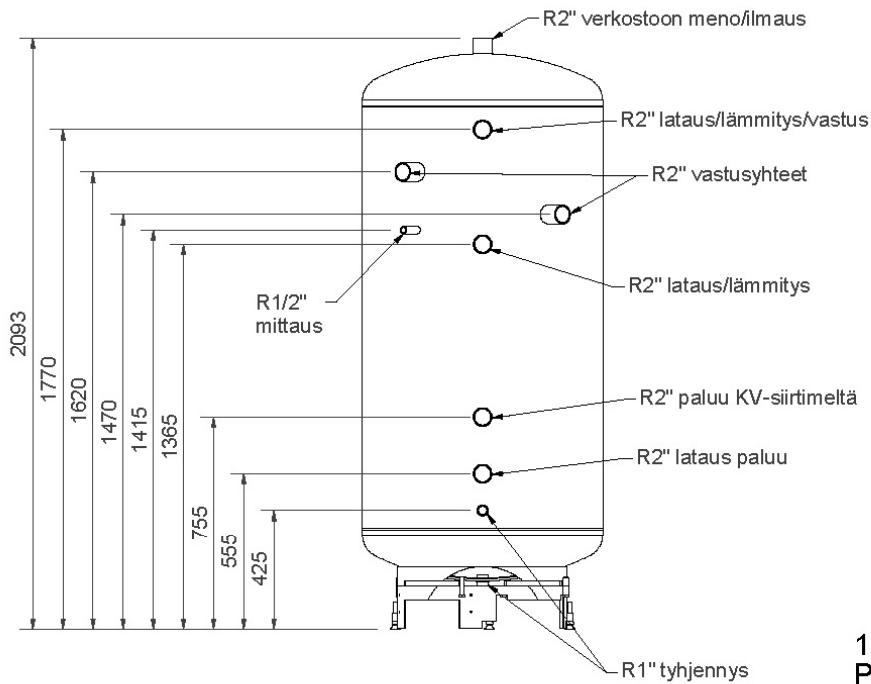 R2" verkostoon meno/ilmaus
R2" lataus/lämmitys/vastus
R2" vastusyhteet
R1/2"
mittaus
R2" lataus/lämmitys
R2" paluu KV-siirtimeltä
R2" lataus paluu
R1" tyhjennys
2093
1770
1620
1470
1415
1365
755
555
425
1
P